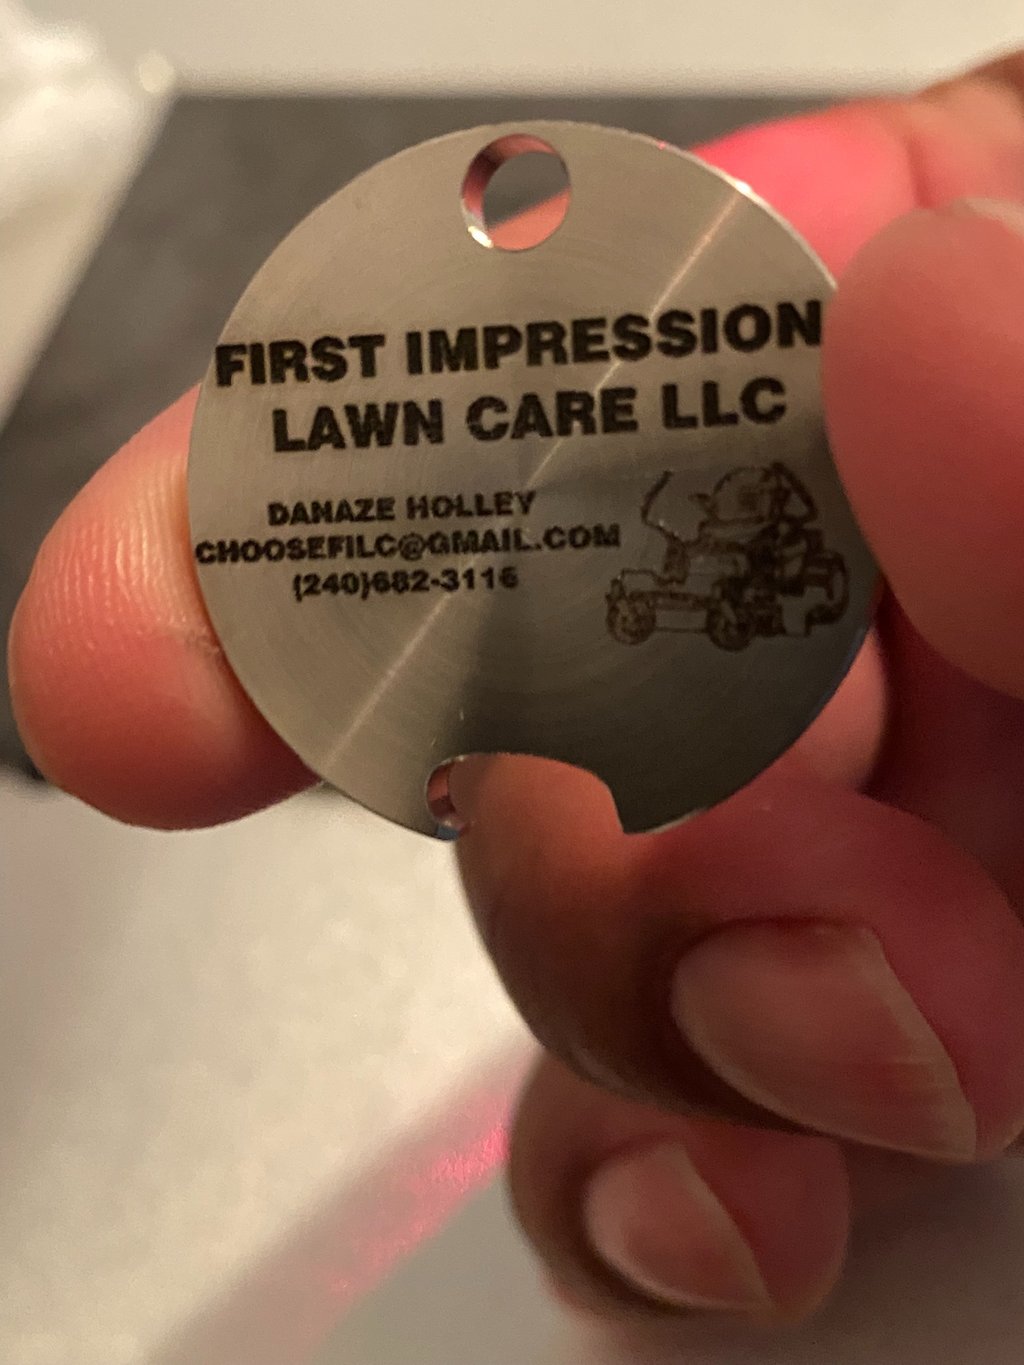 FIRST IMPRESSION
LAWN CARE LLC
DANAZE HOLLEY
CHOOSEFILC@GMAIL.COM
(240)682-3116